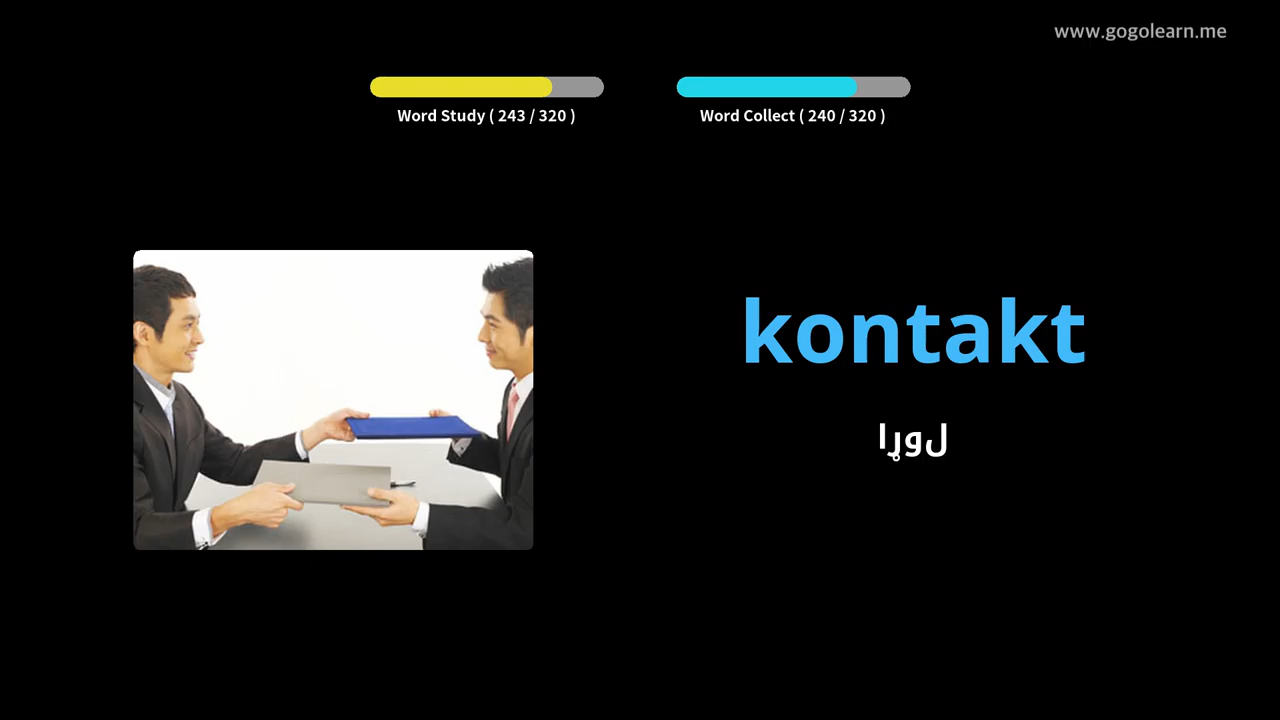 www.gogolearn.me
Word Study ( 243 / 320 )
Word Collect ( 240 / 320 )
kontakt
اړول